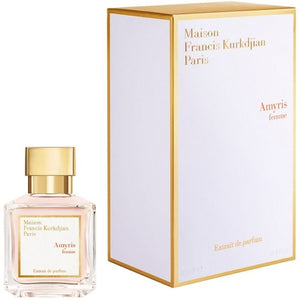 Maison
Francis Kurkdjian
Paris
Amyris
femme
Extrait de parfum
Maison
Francis Kurkdjian
Paris
Amyris
femme
Extrait de parfum